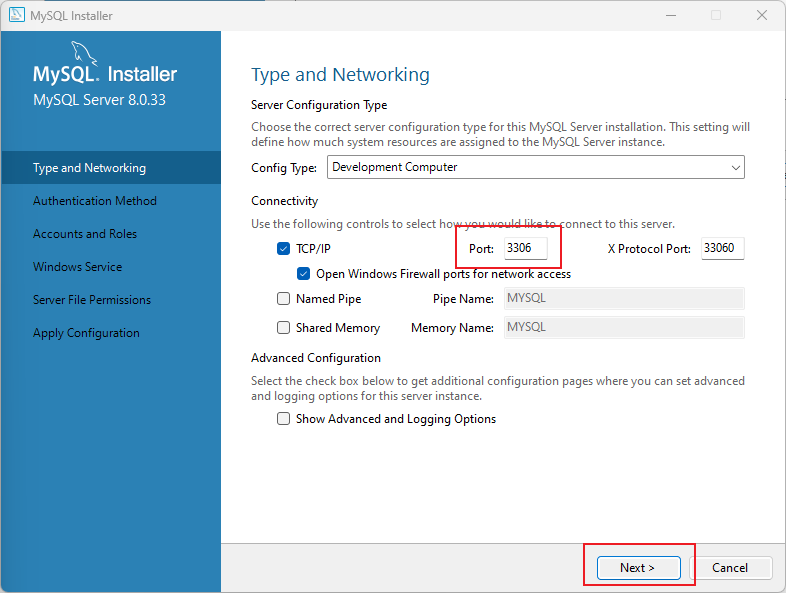 MySQL Installer
MySQL. Installer
MySQL Server 8.0.33
Type and Networking
Authentication Method
Accounts and Roles
Windows Service
Server File Permissions
Apply Configuration
Type and Networking
Server Configuration Type
Choose the correct server configuration type for this MySQL Server installation. This setting will
define how much system resources are assigned to the MySQL Server instance.
Config Type: Development Computer
Connectivity
Use the following controls to select how you would like to connect to this server.
TCP/IP Port: 3306 X Protocol Port: 33060
Open Windows Firewall ports for network access
Named Pipe Pipe Name: MYSQL
Shared Memory Memory Name: MYSQL
Advanced Configuration
Select the check box below to get additional configuration pages where you can set advanced
and logging options for this server instance.
Show Advanced and Logging Options
Next > Cancel